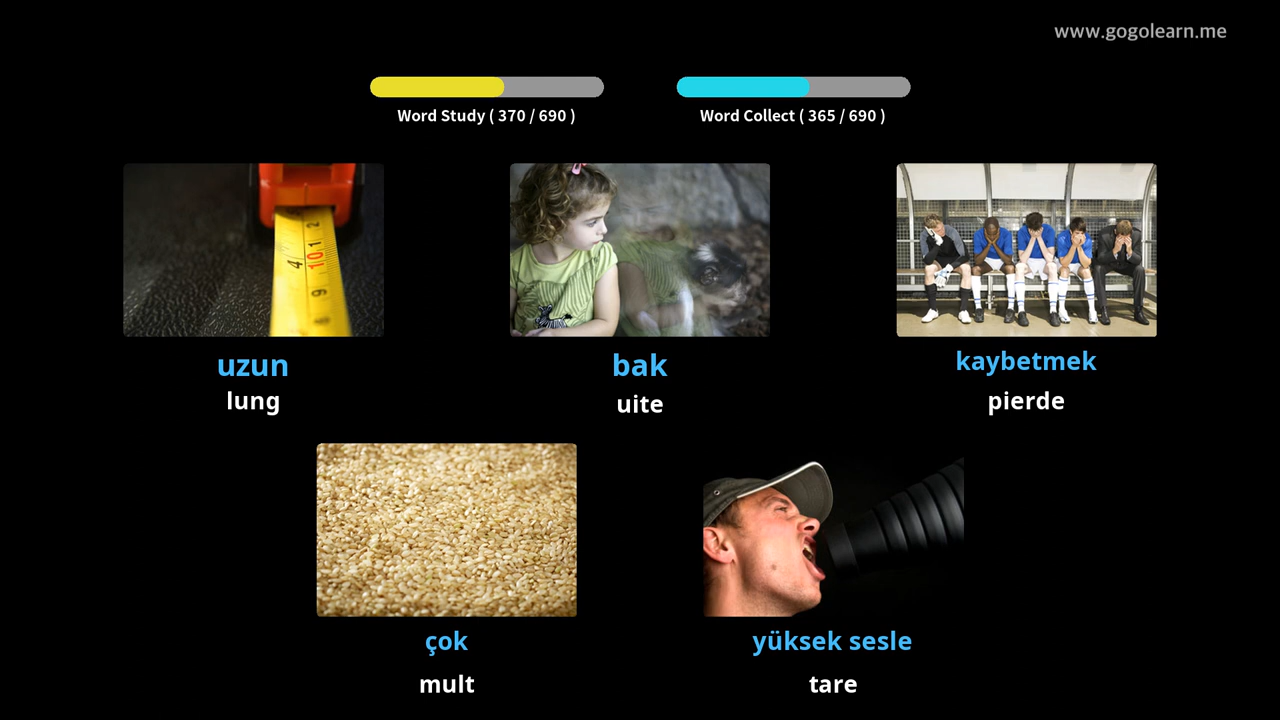 www.gogolearn.me
Word Study ( 370 / 690 )
Word Collect ( 365 / 690 )
uzun
lung
bak
uite
kaybetmek
pierde
çok
mult
yüksek sesle
tare